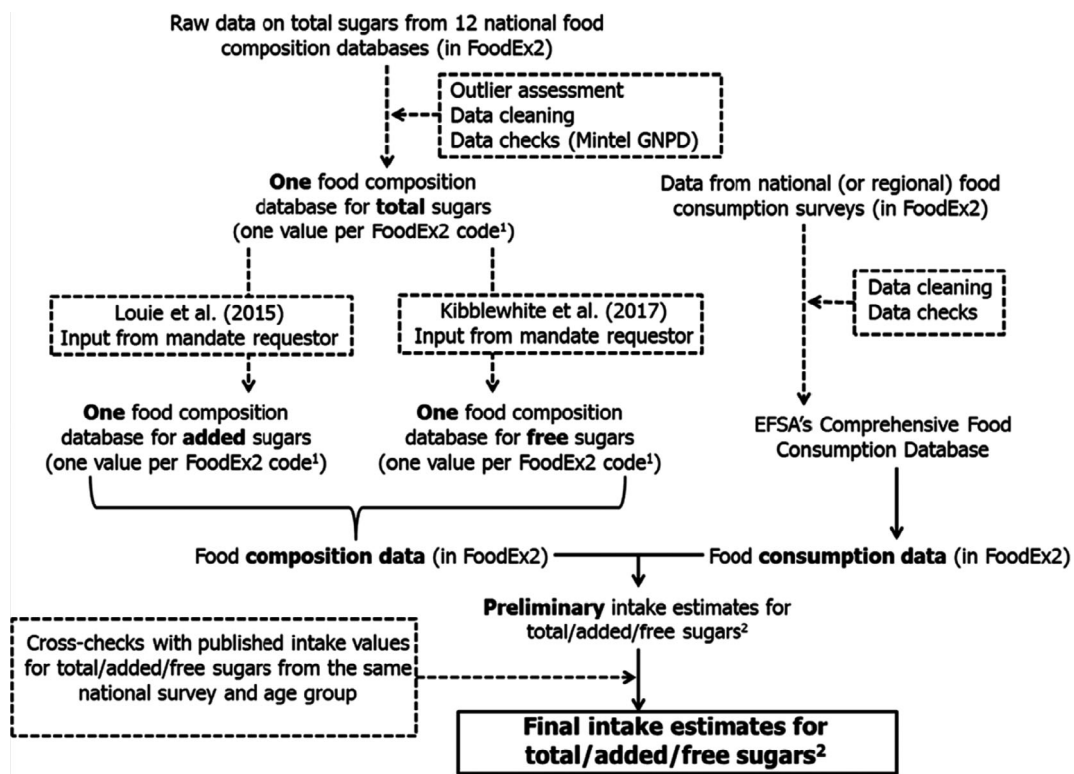 Raw data on total sugars from 12 national food
composition databases (in FoodEx2)
Outlier assessment
Data cleaning
Data checks (Mintel GNPD)
One food composition
database for total sugars
(one value per FoodEx2 code¹)
Data from national (or regional) food
consumption surveys (in FoodEx2)
Louie et al. (2015)
Input from mandate requestor
Kibblewhite et al. (2017)
Input from mandate requestor
Data cleaning
Data checks
One food composition
database for added sugars
(one value per FoodEx2 code¹)
One food composition
database for free sugars
(one value per FoodEx2 code¹)
EFSA's Comprehensive Food
Consumption Database
Food composition data (in FoodEx2)
Food consumption data (in FoodEx2)
Preliminary intake estimates for
total/added/free sugars²
Cross-checks with published intake values
for total/added/free sugars from the same
national survey and age group
Final intake estimates for
total/added/free sugars²